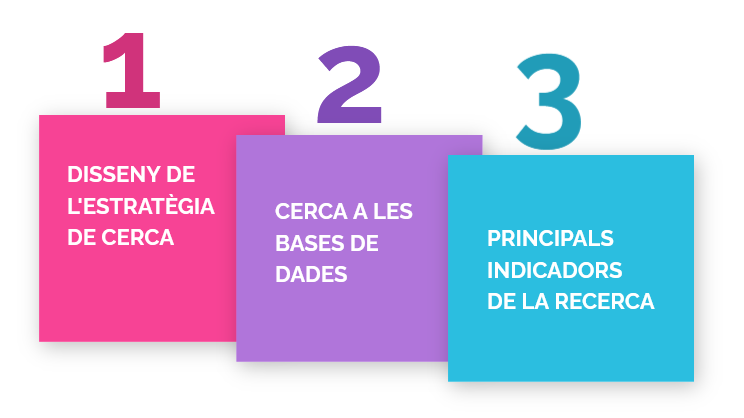 1
DISSENY DE
L'ESTRATÈGIA
DE CERCA
2
CERCA A LES
BASES DE
DADES
3
PRINCIPALS
INDICADORS
DE LA RECERCA